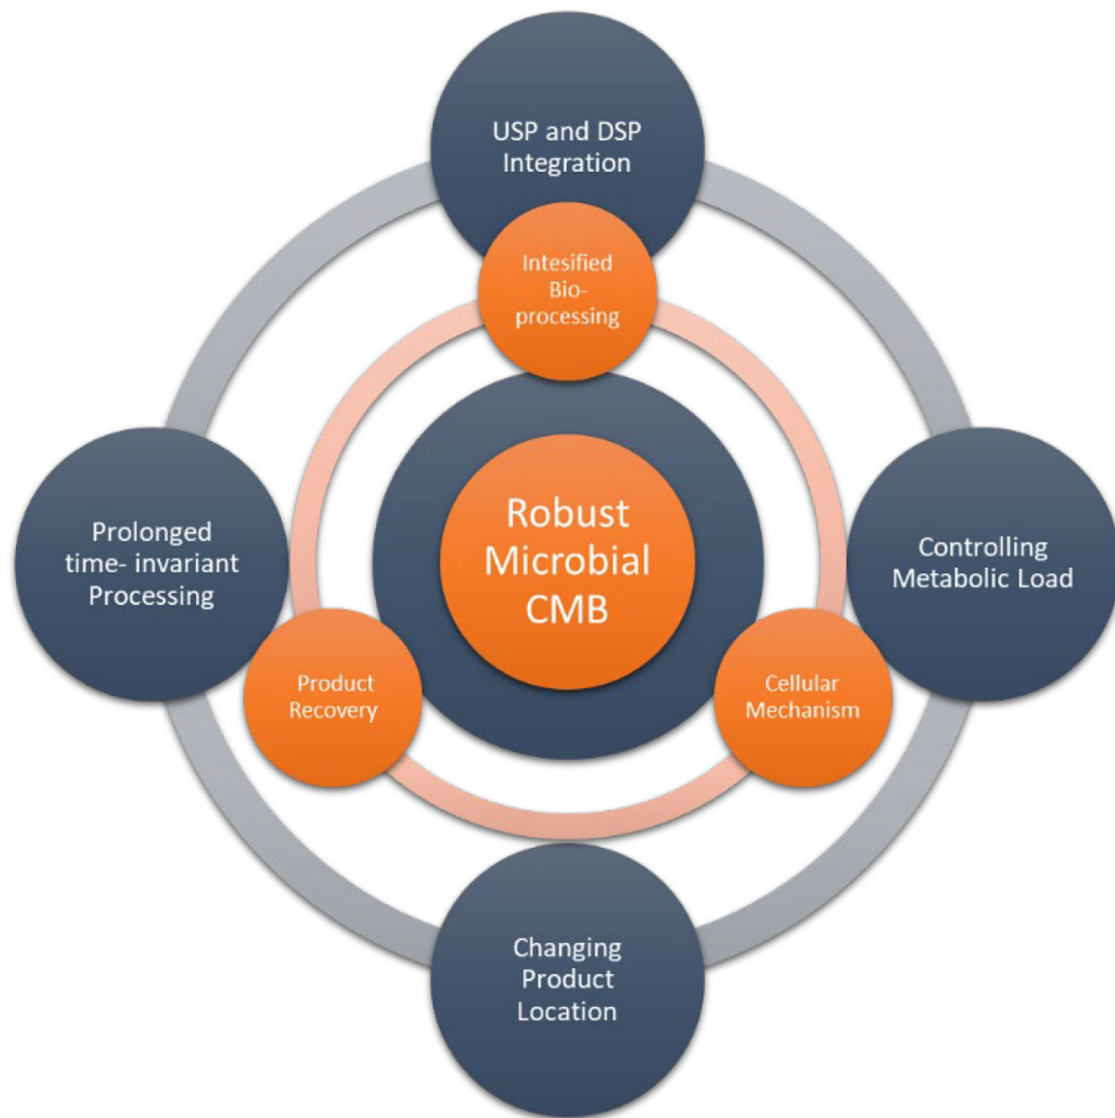 USP and DSP
Integration
Intesified
Bio-
processing
Prolonged
time- invariant
Processing
Robust
Microbial
CMB
Controlling
Metabolic Load
Product
Recovery
Cellular
Mechanism
Changing
Product
Location